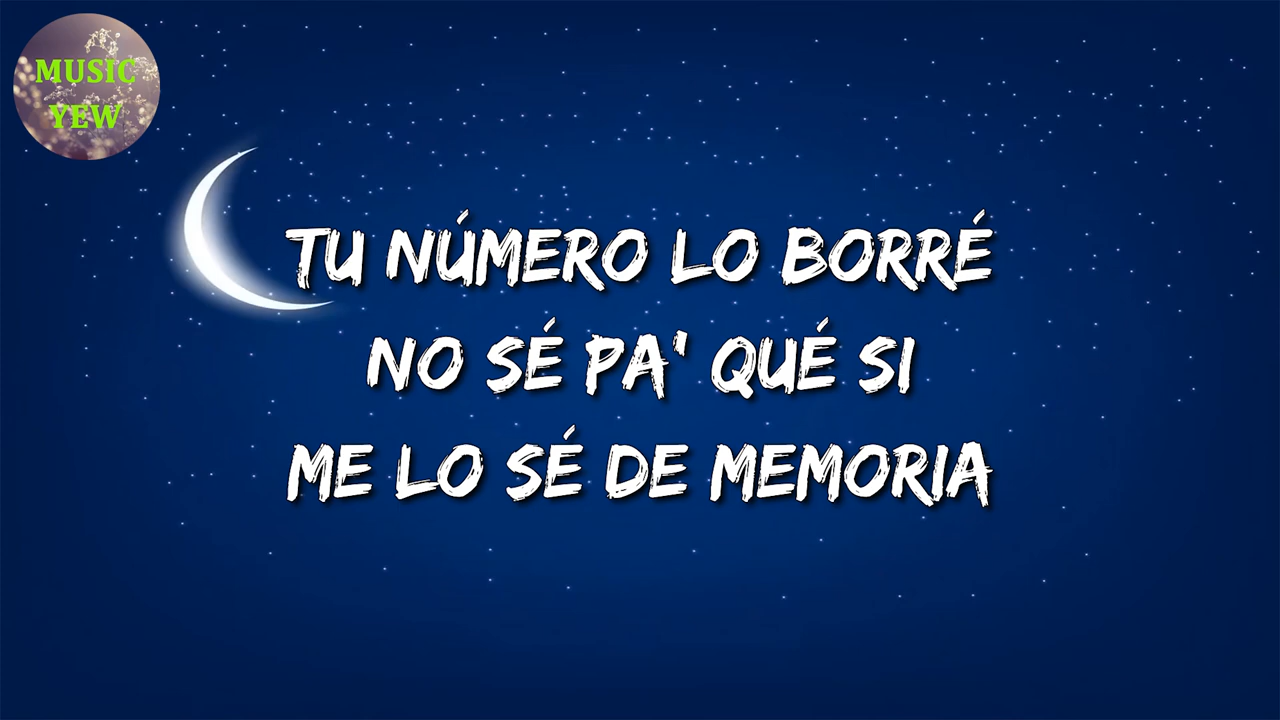 MUSIC
YEW
TU NÚMERO LO BORRÉ
NO SÉ PA' QUÉ SI
ME LO SÉ DE MEMORIA